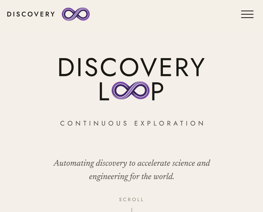 DISCOVERY
DISCOVERY
LOOP
CONTINUOUS EXPLORATION
Automating discovery to accelerate science and
engineering for the world.
SCROLL